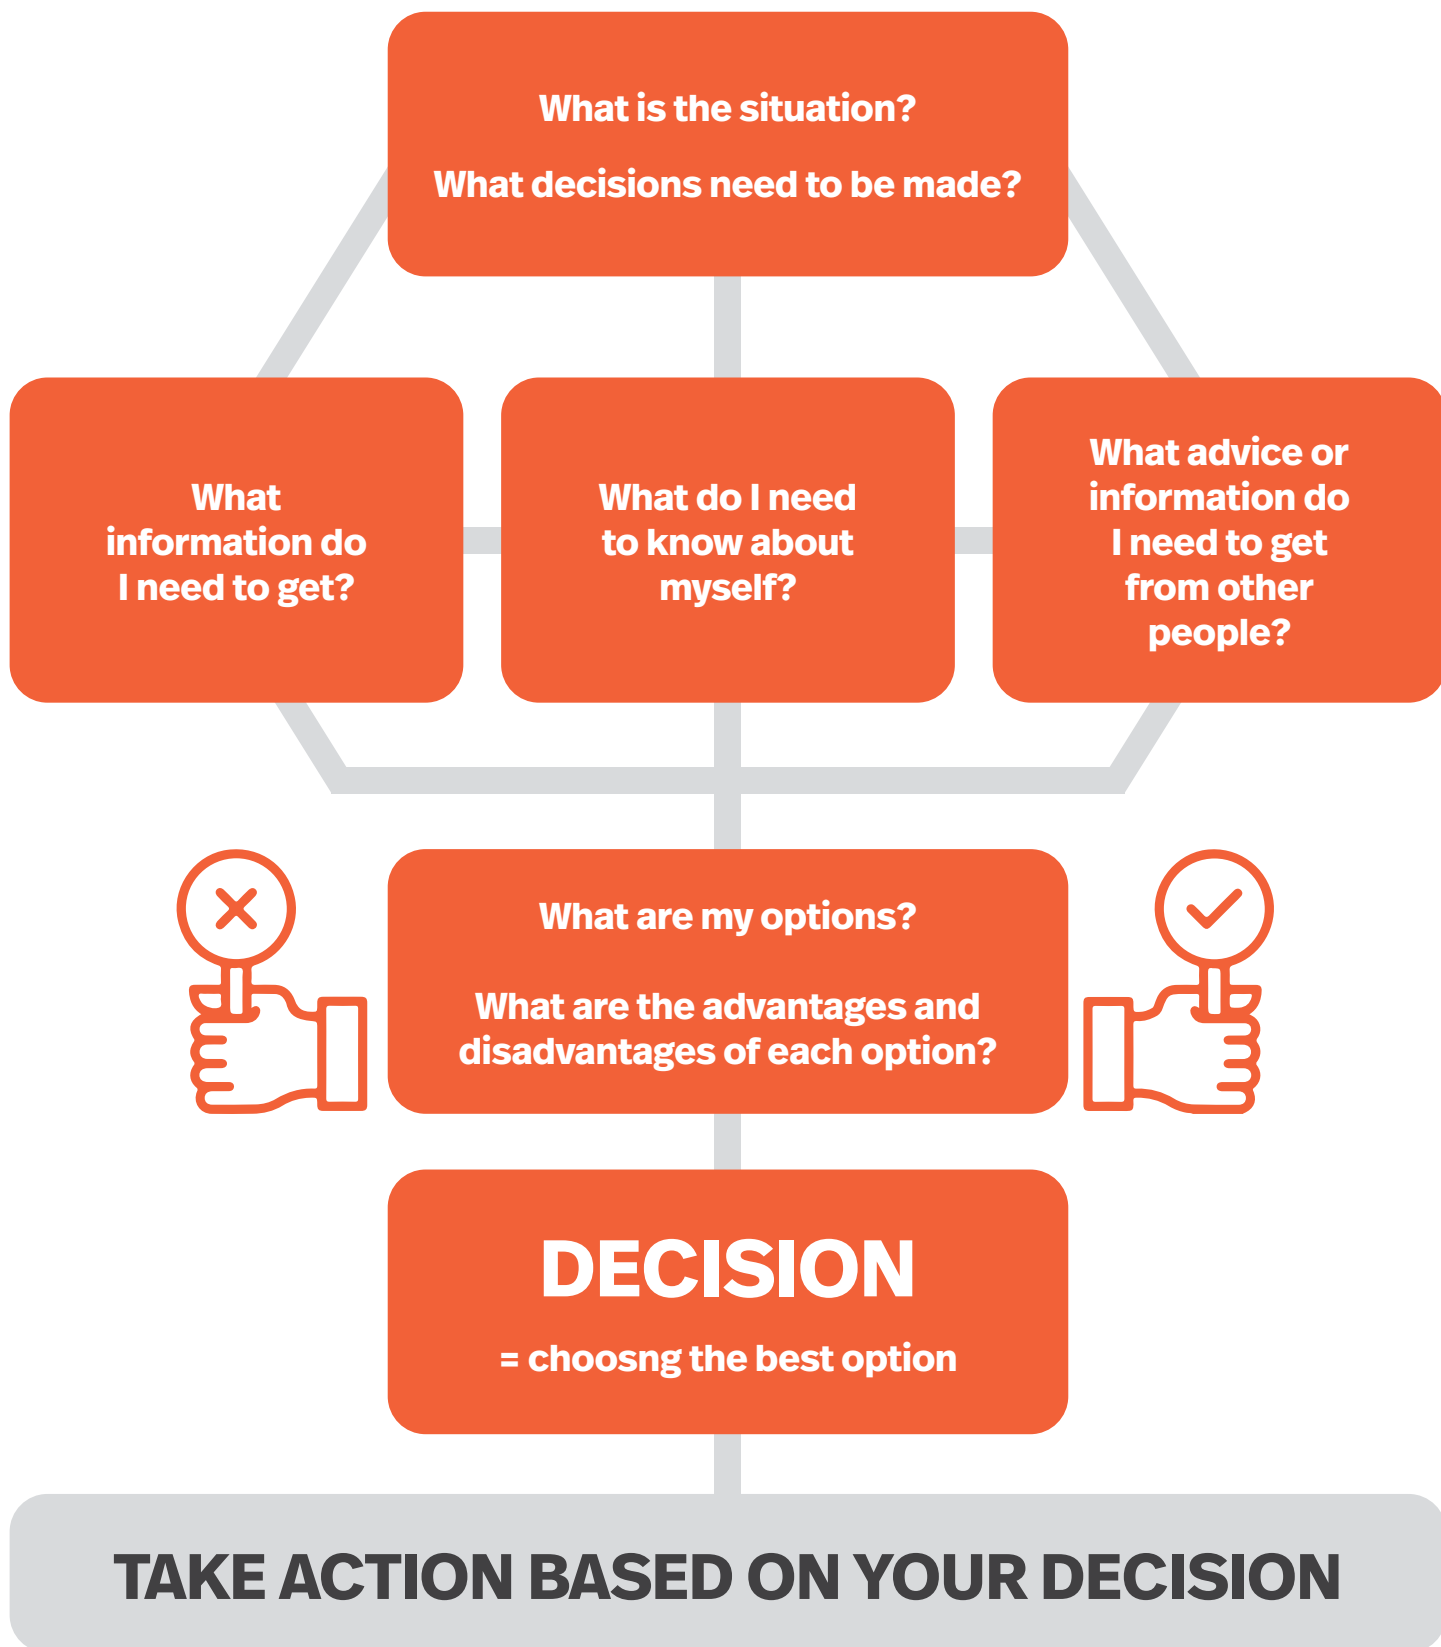 What is the situation?
What decisions need to be made?
What
information do
I need to get?
What do I need
to know about
myself?
What advice or
information do
I need to get
from other
people?
What are my options?
What are the advantages and
disadvantages of each option?
DECISION
= choosng the best option
TAKE ACTION BASED ON YOUR DECISION